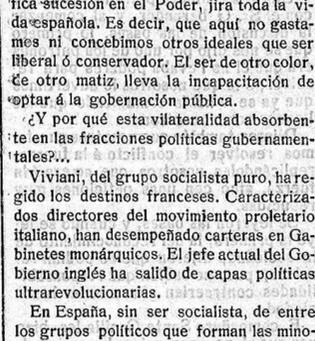 fica sucesión en el Poder, jira toda la vi-
da española. Es decir, que aquí no gasta-
mos ni concebimos otros ideales que ser
liberal ó conservador. El ser de otro color,
de otro matiz, lleva la incapacitación de
optar á la gobernación pública.
¿Y por qué esta vilateralidad absorben-
te en las fracciones políticas gubernamen-
tales?...
Viviani, del grupo socialista puro, ha re-
gido los destinos franceses. Caracteriza-
dos directores del movimiento proletario
italiano, han desempeñado carteras en Ga-
binetes monárquicos. El jefe actual del Go-
bierno inglés ha salido de capas políticas
ultrarevolucionarias.
En España, sin ser socialista, de entre
los grupos políticos que forman las mino-